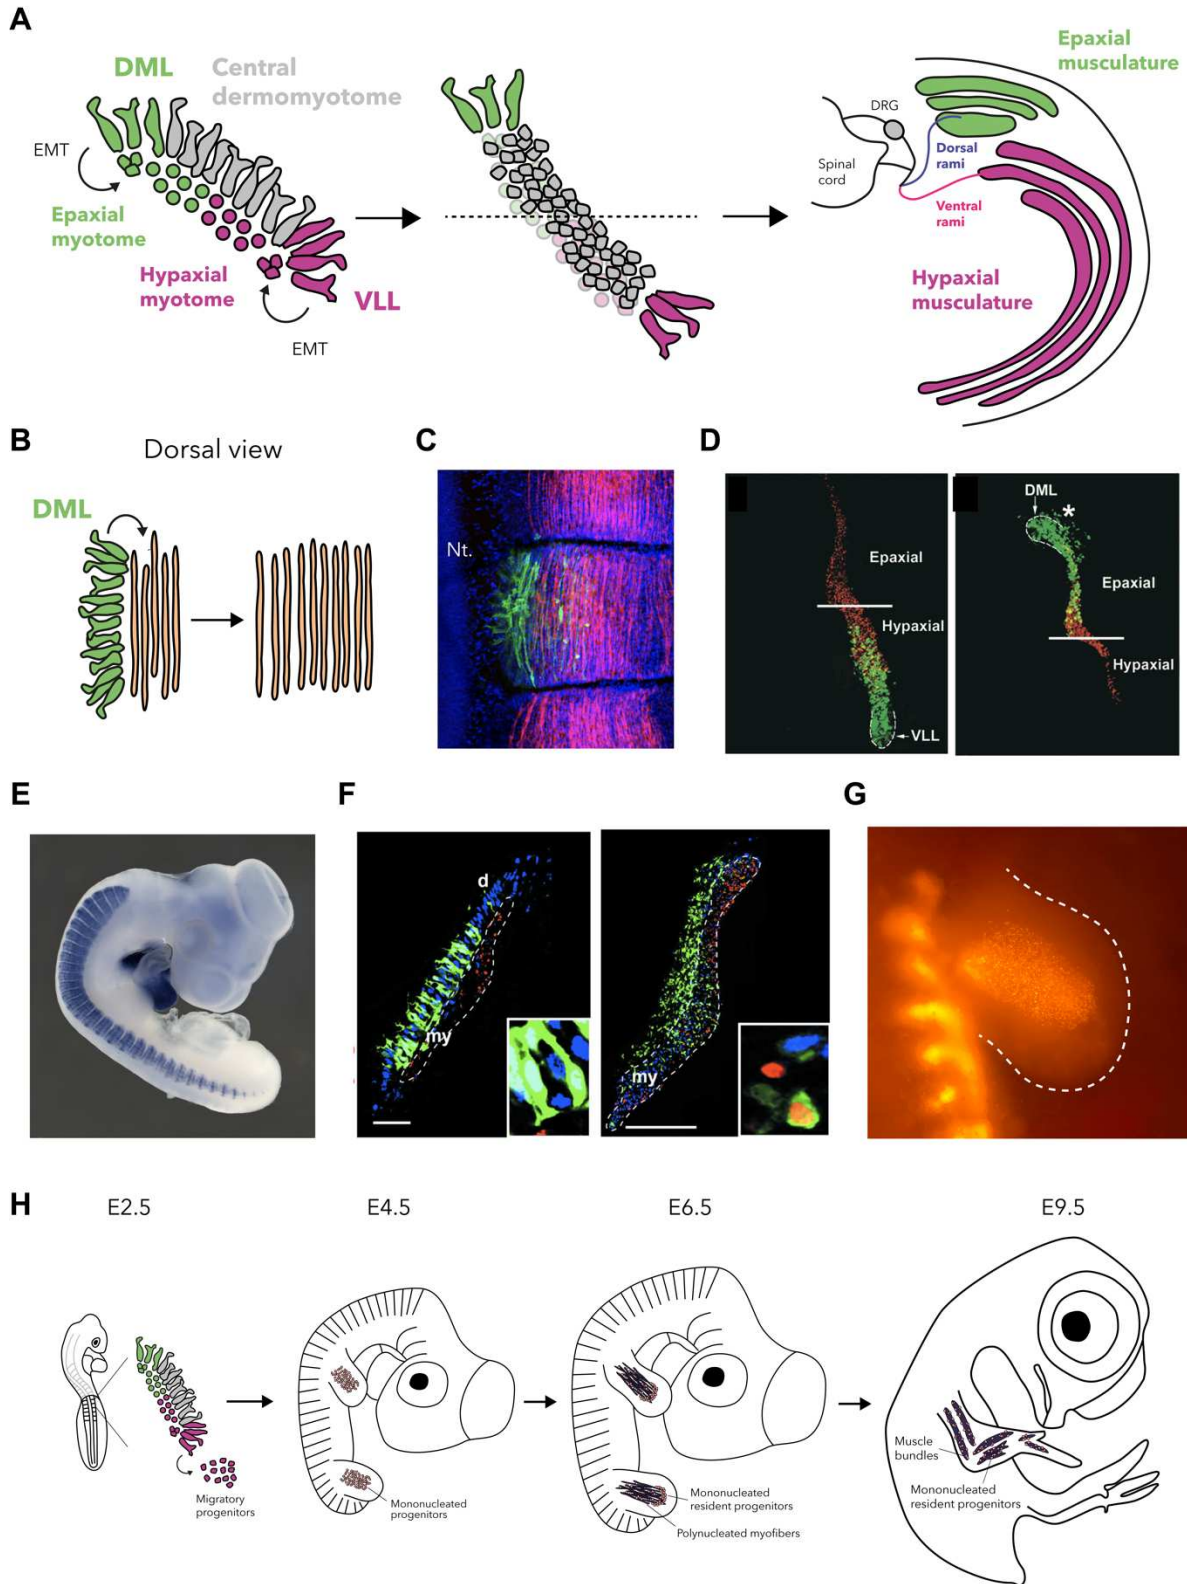 A
DML
Central
dermomyotome
EMT
Epaxial
myotome
Hypaxial
myotome
VLL
EMT
Epaxial
musculature
DRG
Spinal
cord
Dorsal
rami
Ventral
rami
Hypaxial
musculature
B
Dorsal view
DML
C
Nt.
D
Epaxial
Hypaxial
VLL
DML
*
Epaxial
Hypaxial
E
F
d
my
my
G
H
E2.5
E4.5
E6.5
E9.5
Migratory
progenitors
Mononucleated
progenitors
Mononucleated
resident progenitors
Polynucleated myofibers
Muscle
bundles
Mononucleated
resident progenitors